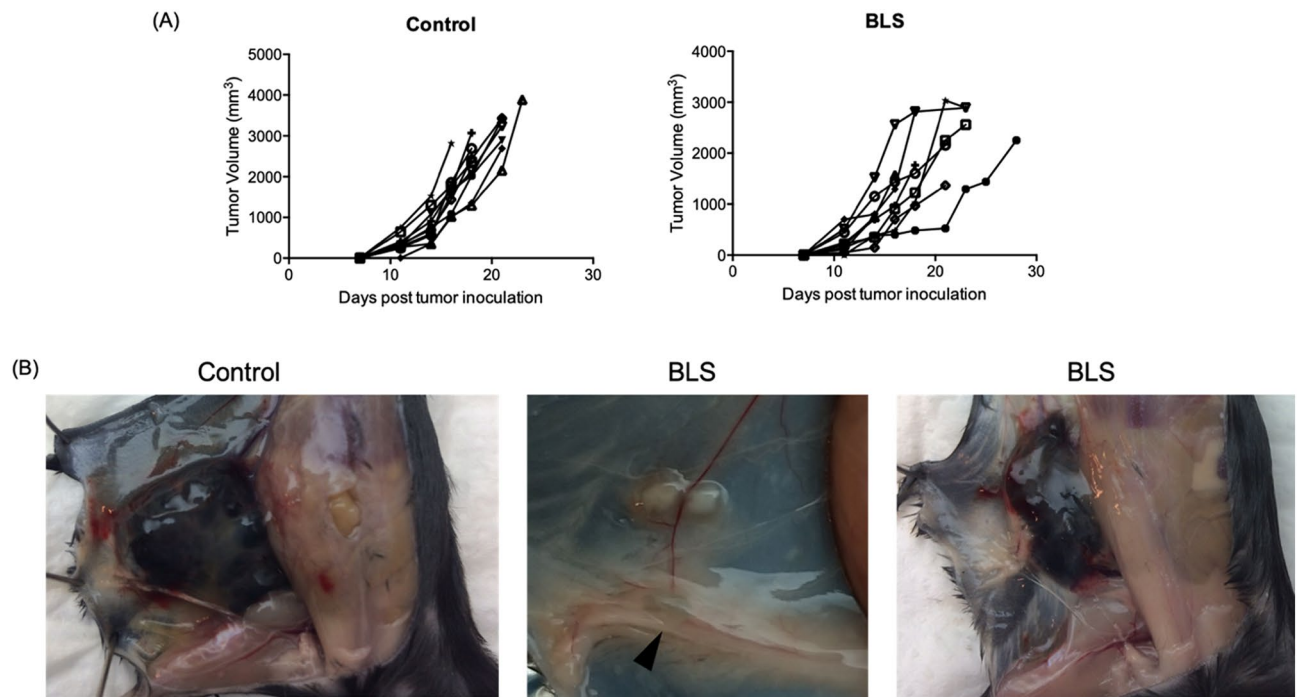 (A)
Control
BLS
5000
4000
3000
2000
1000
0
Tumor Volume (mm³)
0 10 20 30
Days post tumor inoculation
4000
3000
2000
1000
0
Tumor Volume (mm³)
0 10 20 30
Days post tumor inoculation
(B)
Control
BLS
BLS